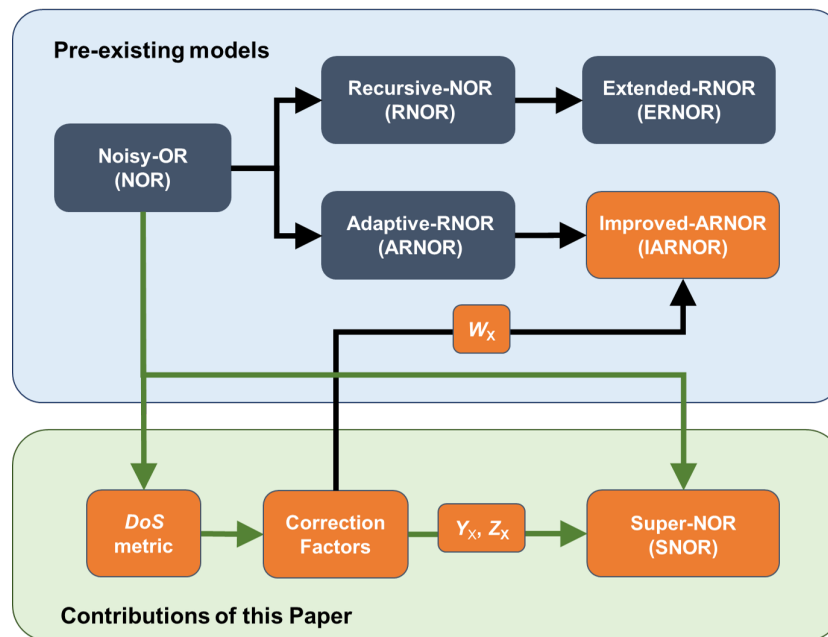 Pre-existing models
Recursive-NOR
(RNOR)
Extended-RNOR
(ERNOR)
Noisy-OR
(NOR)
Adaptive-RNOR
(ARNOR)
Improved-ARNOR
(IARNOR)
Wₓ
DoS
metric
Correction
Factors
Yₓ, Zₓ
Super-NOR
(SNOR)
Contributions of this Paper